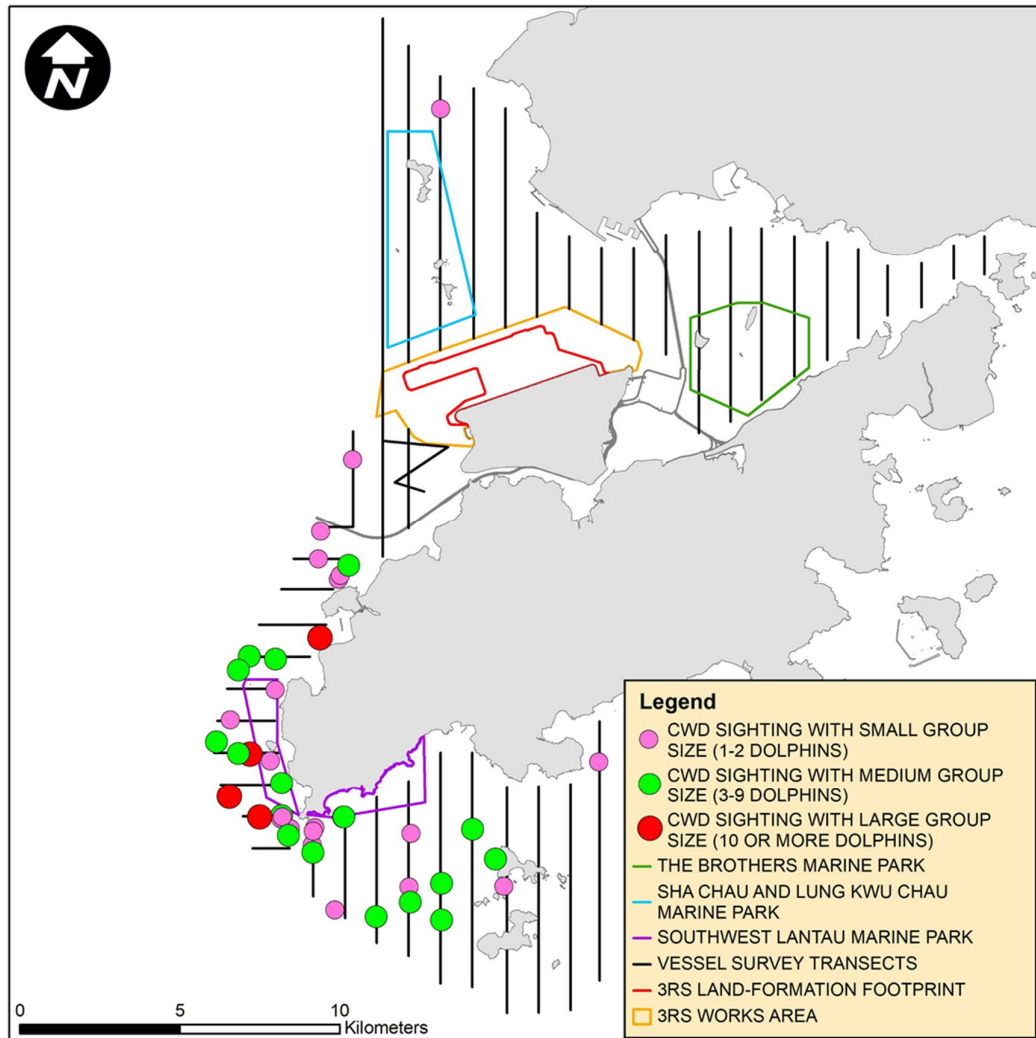 N
Legend
CWD SIGHTING WITH SMALL GROUP
SIZE (1-2 DOLPHINS)
CWD SIGHTING WITH MEDIUM GROUP
SIZE (3-9 DOLPHINS)
CWD SIGHTING WITH LARGE GROUP
SIZE (10 OR MORE DOLPHINS)
THE BROTHERS MARINE PARK
SHA CHAU AND LUNG KWU CHAU
MARINE PARK
SOUTHWEST LANTAU MARINE PARK
VESSEL SURVEY TRANSECTS
3RS LAND-FORMATION FOOTPRINT
3RS WORKS AREA
0 5 10
Kilometers